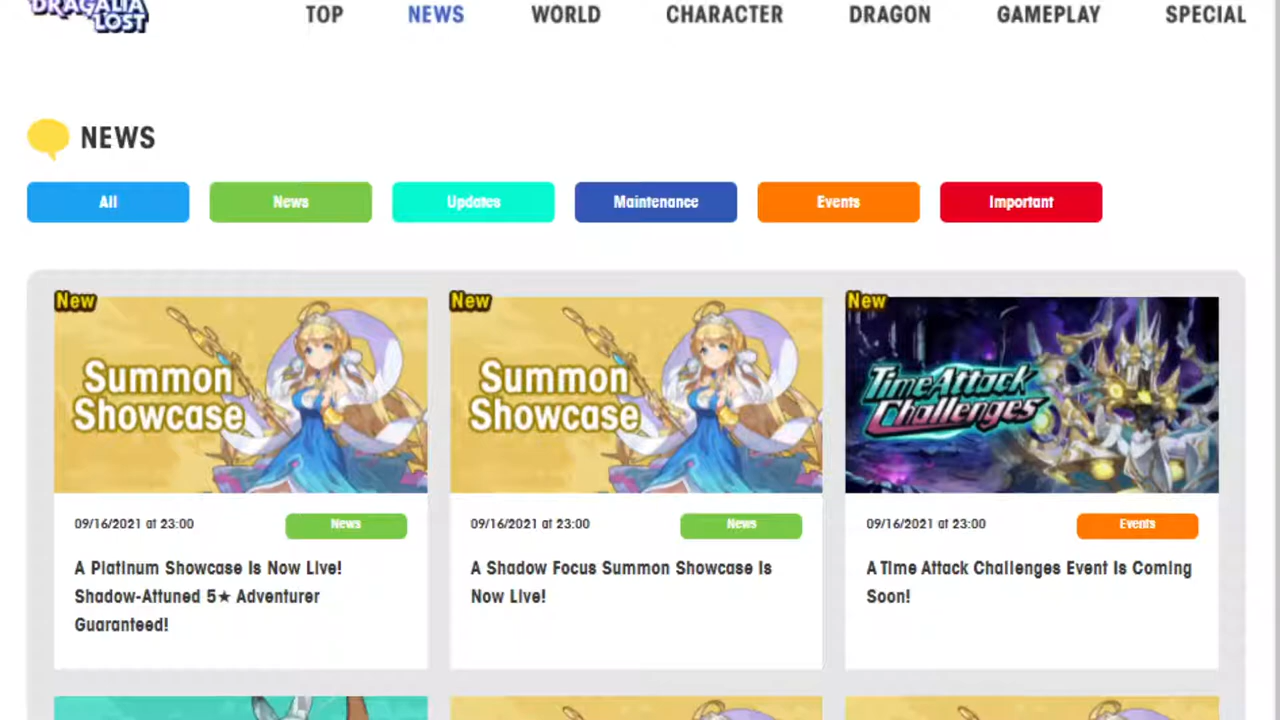 DRAGALIA
LOST
TOP NEWS WORLD CHARACTER DRAGON GAMEPLAY SPECIAL
NEWS
All News Updates Maintenance Events Important
New
Summon
Showcase
09/16/2021 at 23:00 News
A Platinum Showcase Is Now Live!
Shadow-Attuned 5★ Adventurer
Guaranteed!
New
Summon
Showcase
09/16/2021 at 23:00 News
A Shadow Focus Summon Showcase Is
Now Live!
New
Time Attack
Challenges
09/16/2021 at 23:00 Events
A Time Attack Challenges Event Is Coming
Soon!